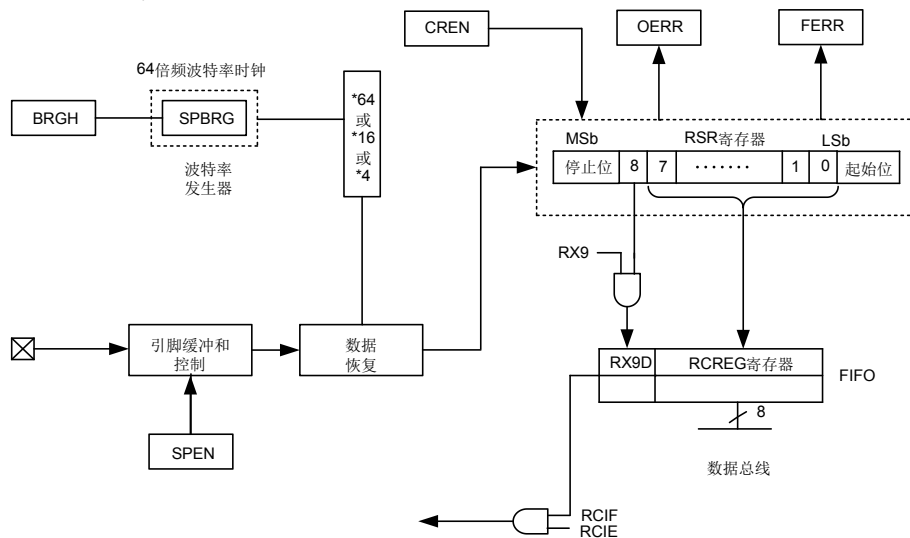 CREN
OERR
FERR
64倍频波特率时钟
BRGH
SPBRG
波特率
发生器
*64
或
*16
或
*4
MSb
RSR寄存器
LSb
停止位
8
7
·······
1
0
起始位
RX9
引脚缓冲和
控制
数据
恢复
RX9D
RCREG寄存器
FIFO
8
SPEN
数据总线
RCIF
RCIE